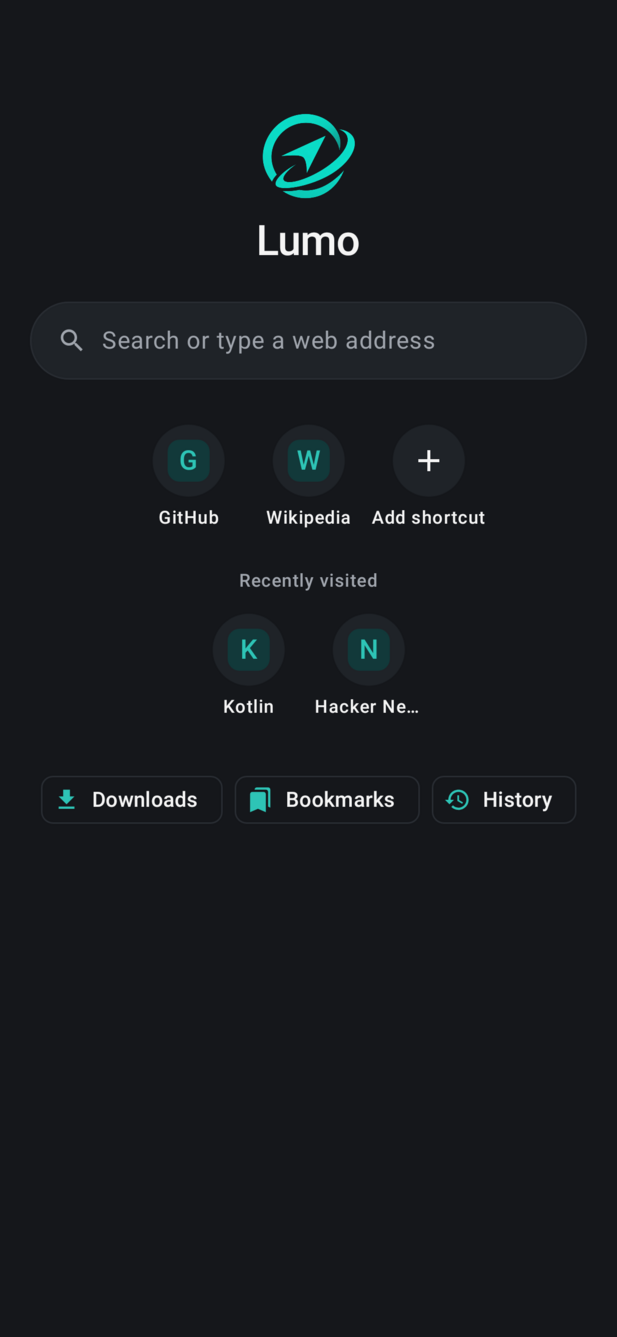 Lumo
Search or type a web address
G W
GitHub Wikipedia Add shortcut
Recently visited
K N
Kotlin Hacker Ne...
Downloads Bookmarks History